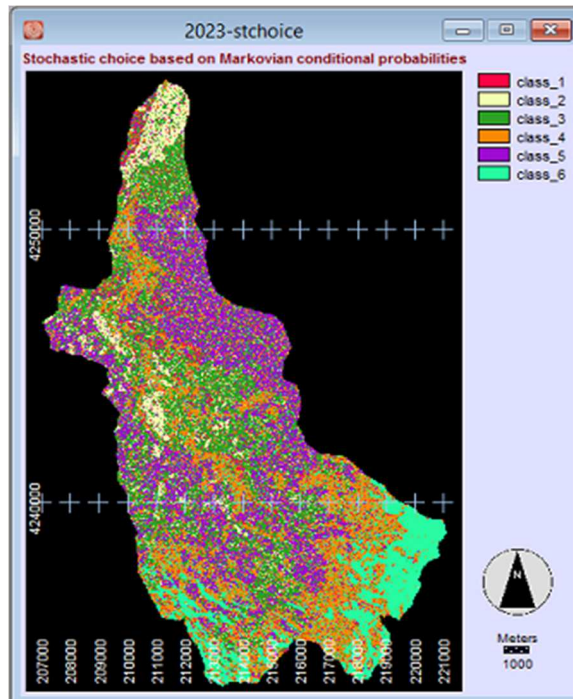 2023-stchoice
Stochastic choice based on Markovian conditional probabilities
class_1
class_2
class_3
class_4
class_5
class_6
4250000
4240000
207000
208000
209000
210000
211000
212000
213000
214000
215000
216000
217000
218000
219000
220000
221000
N
Meters
1000